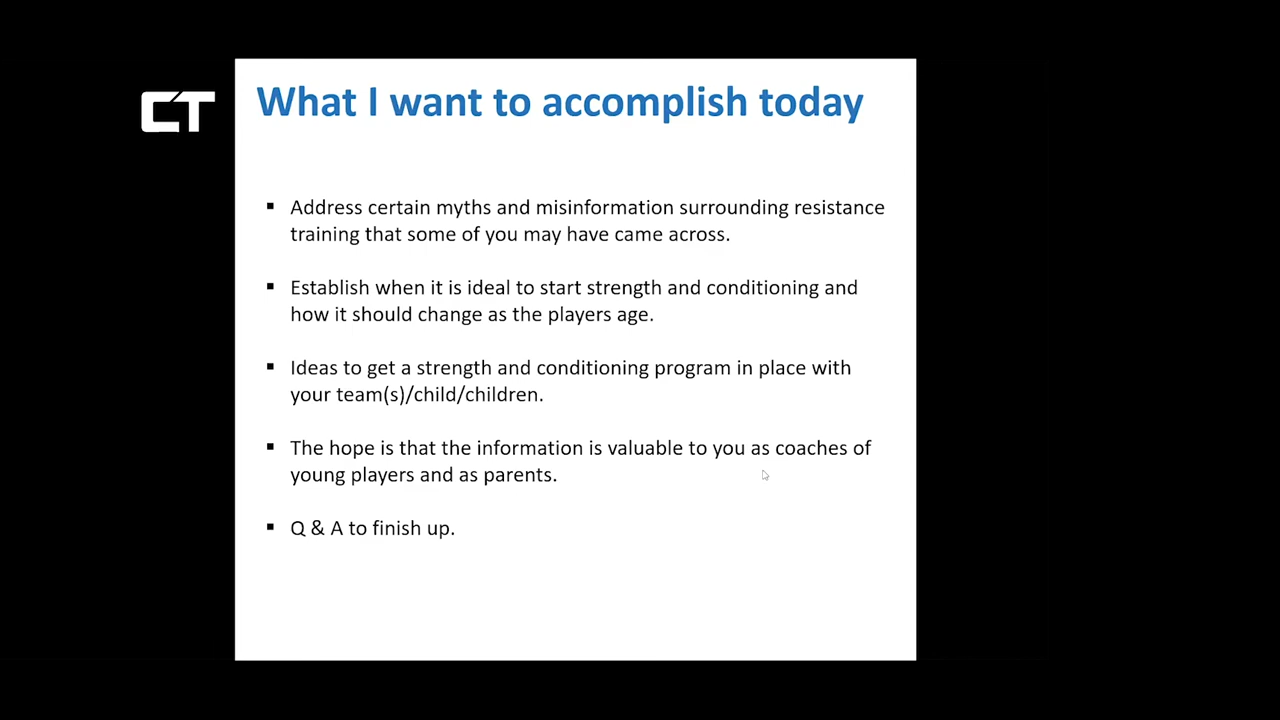 CT
What I want to accomplish today
▪ Address certain myths and misinformation surrounding resistance
training that some of you may have came across.
▪ Establish when it is ideal to start strength and conditioning and
how it should change as the players age.
▪ Ideas to get a strength and conditioning program in place with
your team(s)/child/children.
▪ The hope is that the information is valuable to you as coaches of
young players and as parents.
▪ Q & A to finish up.